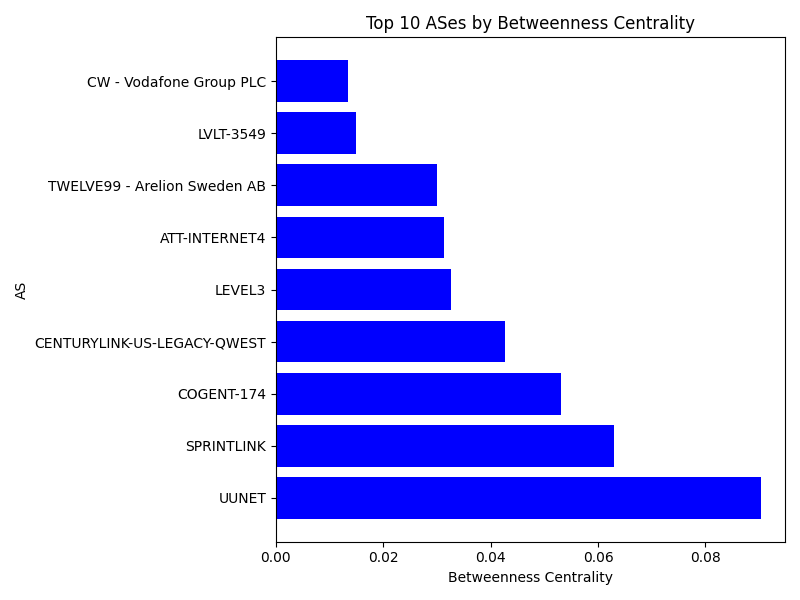 Top 10 ASes by Betweenness Centrality
CW - Vodafone Group PLC
LVLT-3549
TWELVE99 - Arelion Sweden AB
ATT-INTERNET4
LEVEL3
CENTURYLINK-US-LEGACY-QWEST
COGENT-174
SPRINTLINK
UUNET
AS
0.00 0.02 0.04 0.06 0.08
Betweenness Centrality